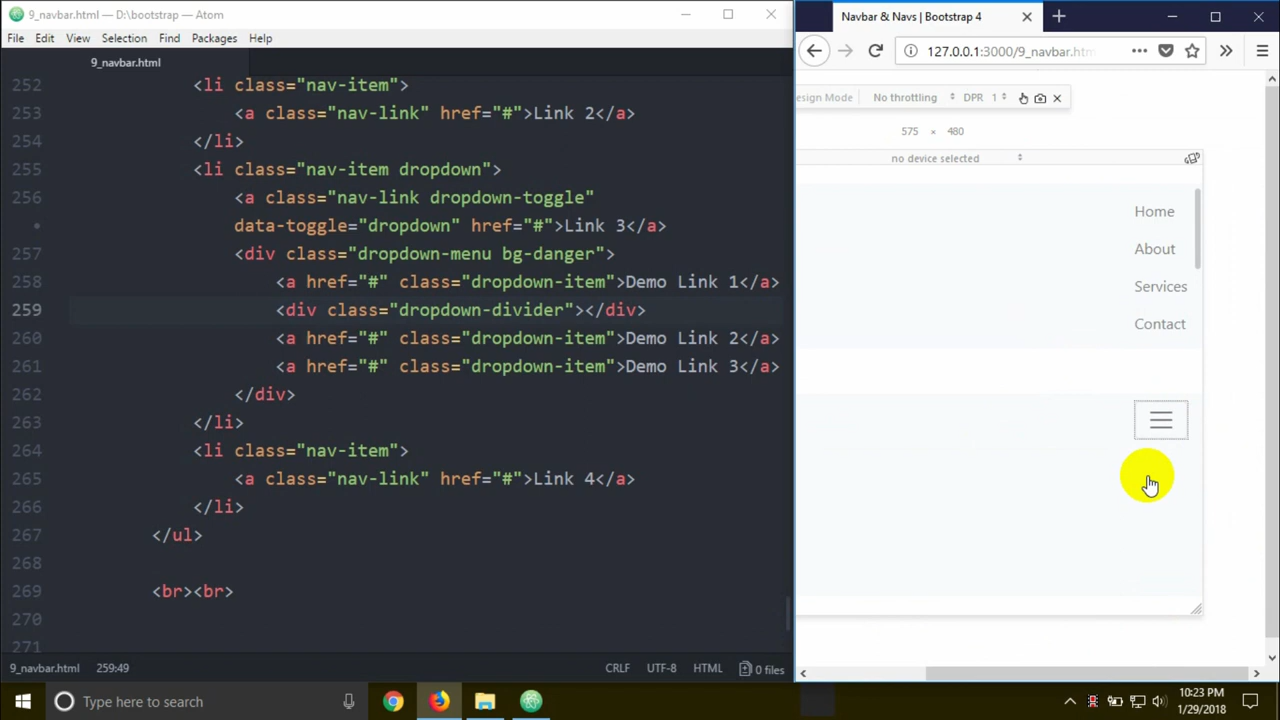 9_navbar.html — D:\bootstrap — Atom
File Edit View Selection Find Packages Help
9_navbar.html
252 <li class="nav-item">
253 <a class="nav-link" href="#">Link 2</a>
254 </li>
255 <li class="nav-item dropdown">
256 <a class="nav-link dropdown-toggle"
• data-toggle="dropdown" href="#">Link 3</a>
257 <div class="dropdown-menu bg-danger">
258 <a href="#" class="dropdown-item">Demo Link 1</a>
259 <div class="dropdown-divider"></div>
260 <a href="#" class="dropdown-item">Demo Link 2</a>
261 <a href="#" class="dropdown-item">Demo Link 3</a>
262 </div>
263 </li>
264 <li class="nav-item">
265 <a class="nav-link" href="#">Link 4</a>
266 </li>
267 </ul>
268
269 <br><br>
270
271
9_navbar.html 259:49 CRLF UTF-8 HTML 0 files
Navbar & Navs | Bootstrap 4
127.0.0.1:3000/9_navbar.htm
esign Mode No throttling DPR 1
575 × 480
no device selected
Home
About
Services
Contact
Type here to search
10:23 PM
1/29/2018